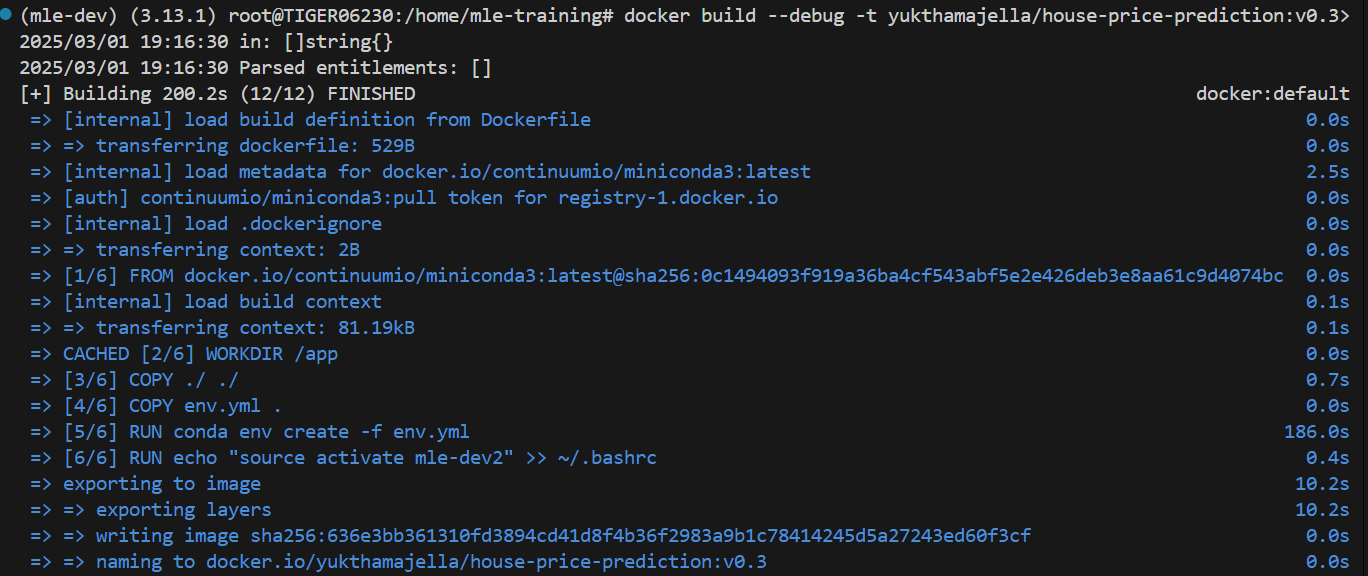 (mle-dev) (3.13.1) root@TIGER06230:/home/mle-training# docker build --debug -t yukthamajella/house-price-prediction:v0.3>
2025/03/01 19:16:30 in: []string{}
2025/03/01 19:16:30 Parsed entitlements: []
[+] Building 200.2s (12/12) FINISHED docker:default
=> [internal] load build definition from Dockerfile 0.0s
=> => transferring dockerfile: 529B 0.0s
=> [internal] load metadata for docker.io/continuumio/miniconda3:latest 2.5s
=> [auth] continuumio/miniconda3:pull token for registry-1.docker.io 0.0s
=> [internal] load .dockerignore 0.0s
=> => transferring context: 2B 0.0s
=> [1/6] FROM docker.io/continuumio/miniconda3:latest@sha256:0c1494093f919a36ba4cf543abf5e2e426deb3e8aa61c9d4074bc 0.0s
=> [internal] load build context 0.1s
=> => transferring context: 81.19kB 0.1s
=> CACHED [2/6] WORKDIR /app 0.0s
=> [3/6] COPY ./ ./ 0.7s
=> [4/6] COPY env.yml . 0.0s
=> [5/6] RUN conda env create -f env.yml 186.0s
=> [6/6] RUN echo "source activate mle-dev2" >> ~/.bashrc 0.4s
=> exporting to image 10.2s
=> => exporting layers 10.2s
=> => writing image sha256:636e3bb361310fd3894cd41d8f4b36f2983a9b1c78414245d5a27243ed60f3cf 0.0s
=> => naming to docker.io/yukthamajella/house-price-prediction:v0.3 0.0s